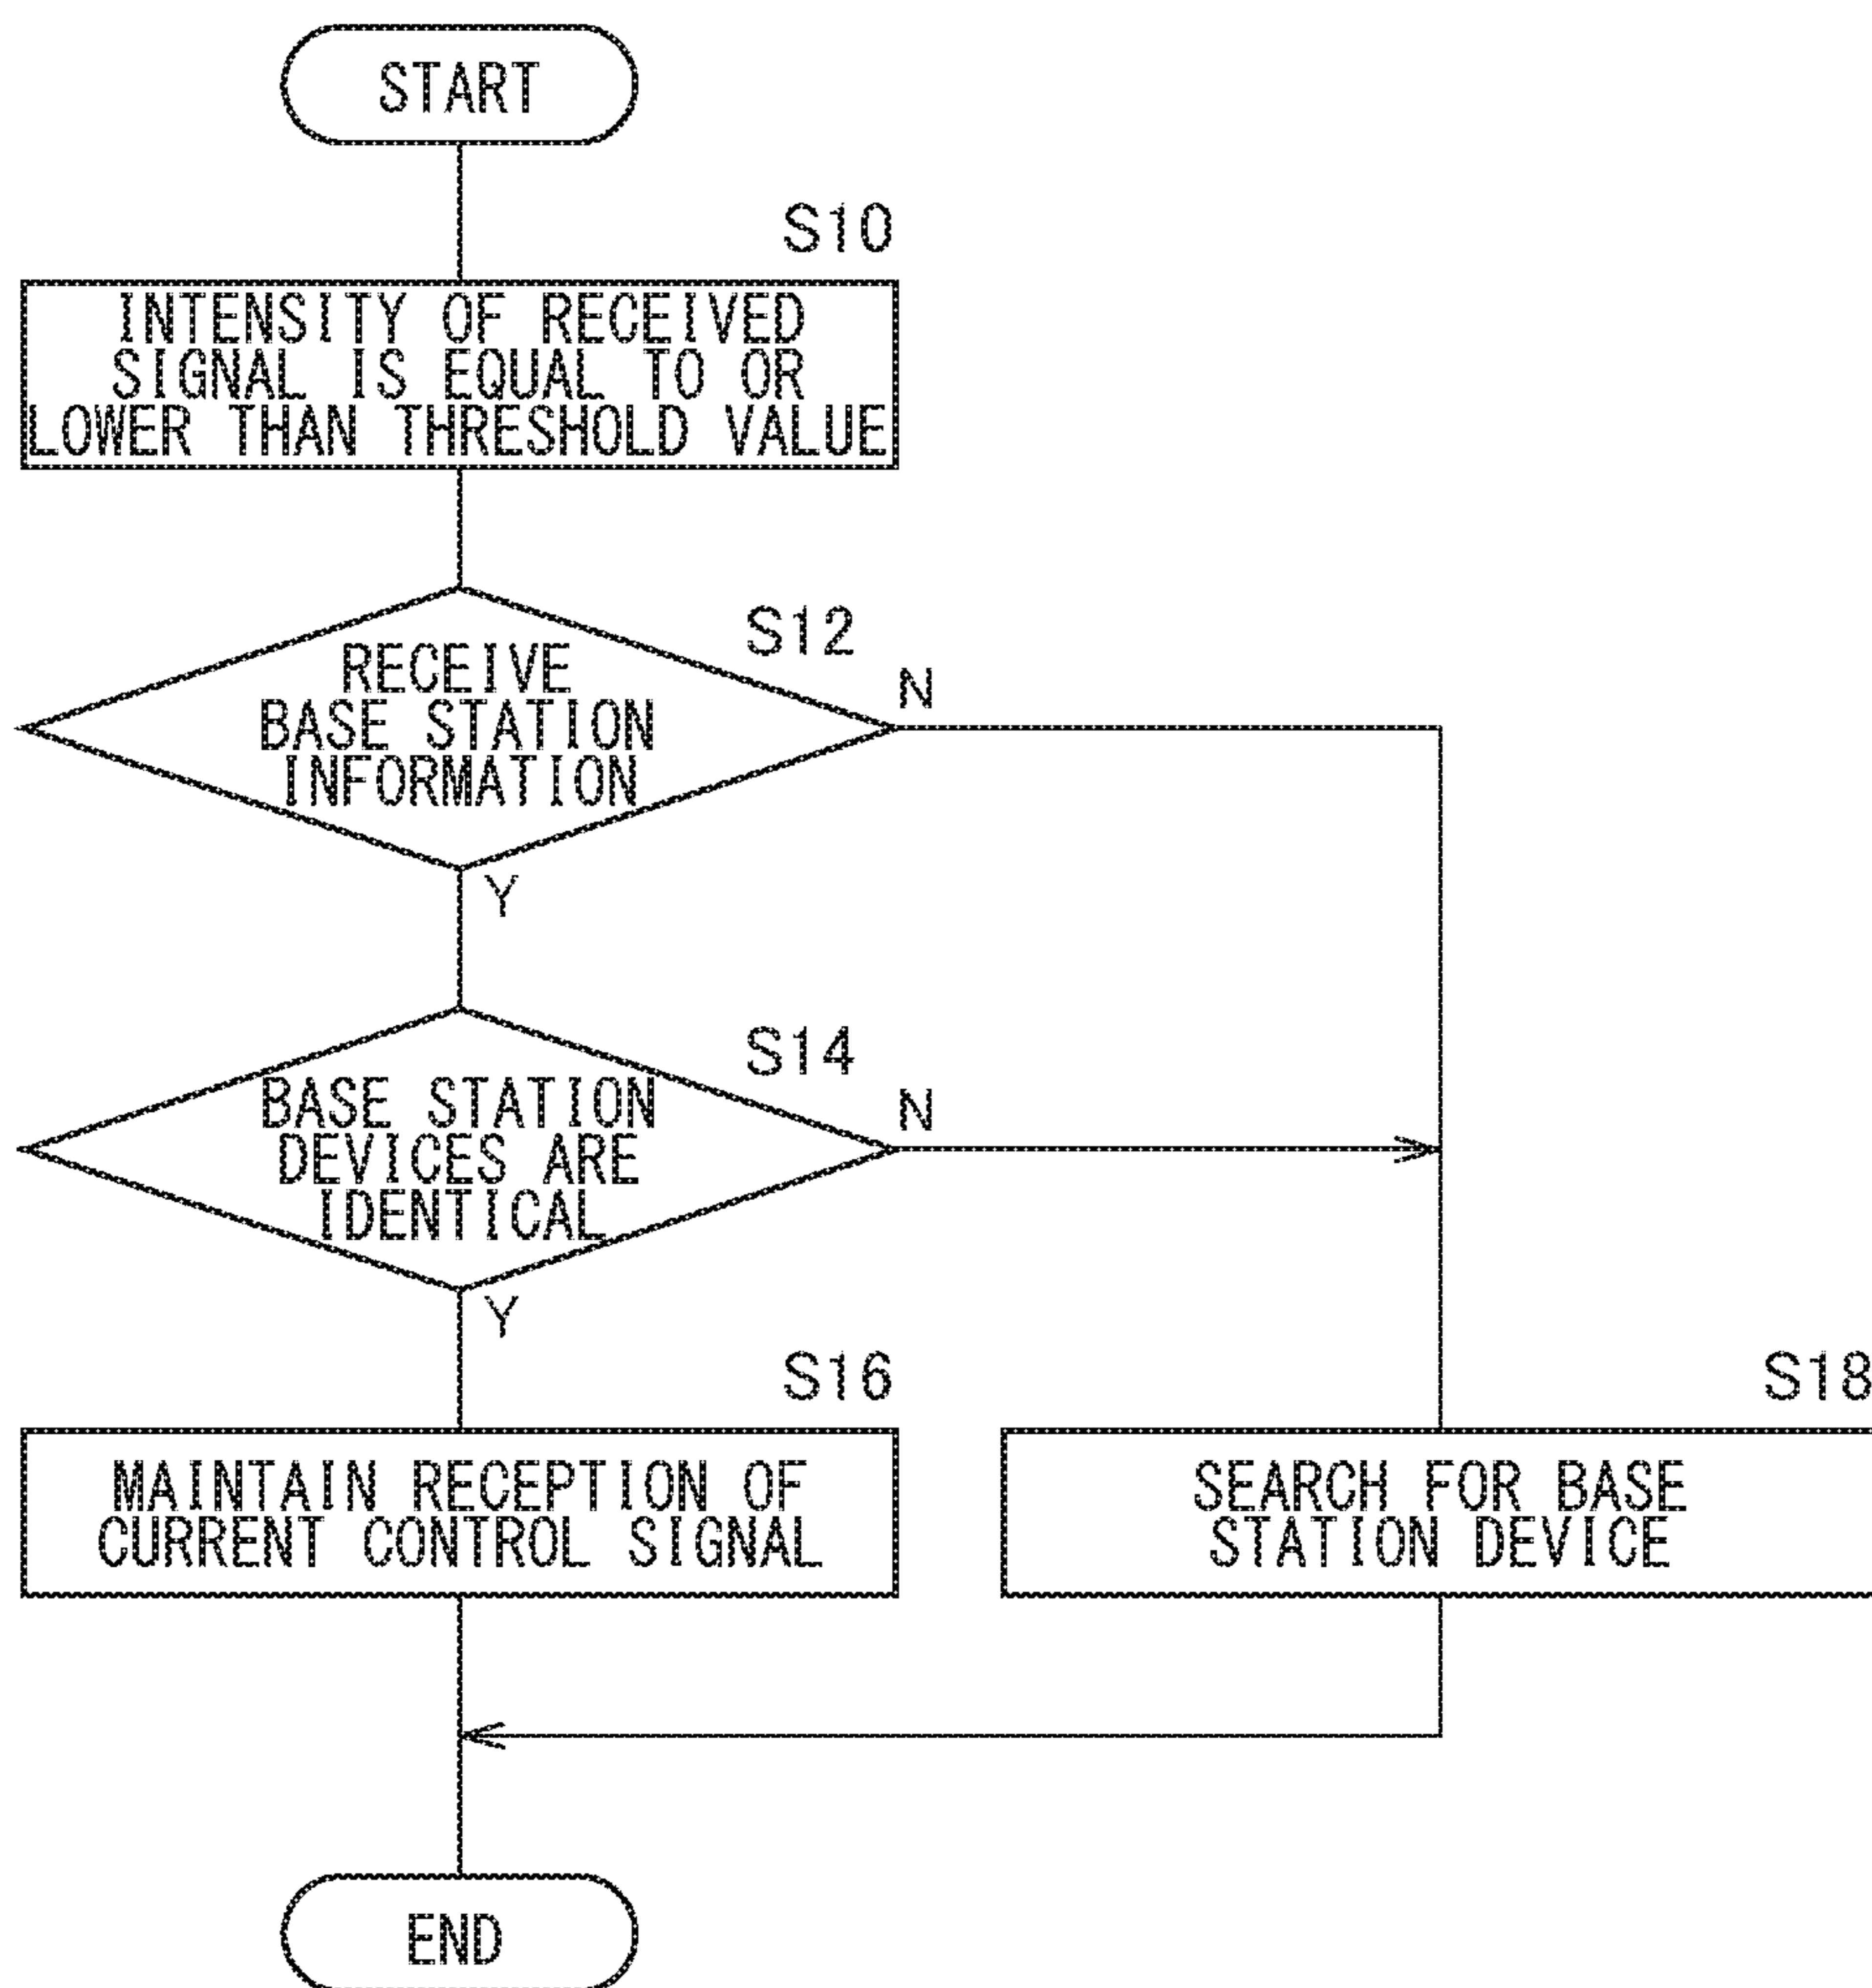 START
S10
INTENSITY OF RECEIVED
SIGNAL IS EQUAL TO OR
LOWER THAN THRESHOLD VALUE
S12
RECEIVE
BASE STATION
INFORMATION
N
Y
S14
BASE STATION
DEVICES ARE
IDENTICAL
N
Y
S16
MAINTAIN RECEPTION OF
CURRENT CONTROL SIGNAL
S18
SEARCH FOR BASE
STATION DEVICE
END